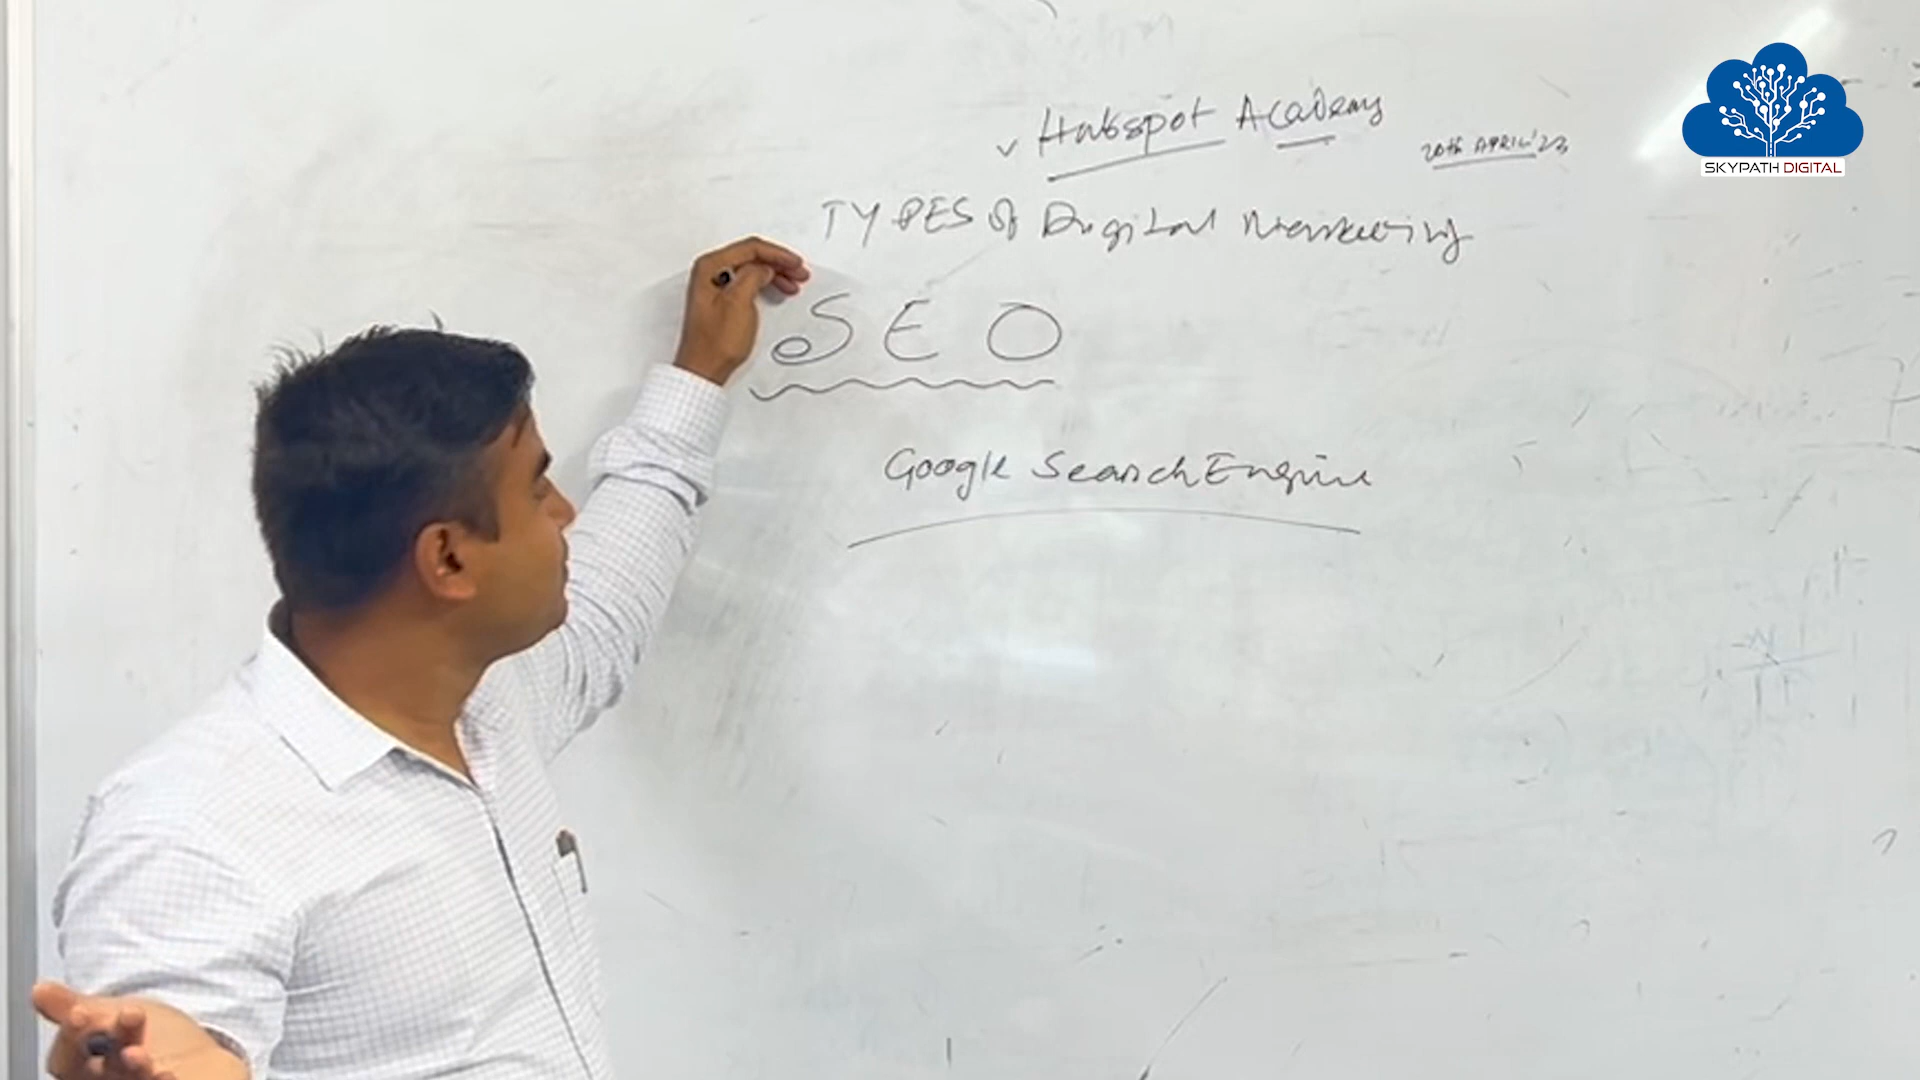 Hubspot Academy
20th APRIL'23
SKYPATH DIGITAL
TYPES of Digital Marketing
SEO
Google Search Engine